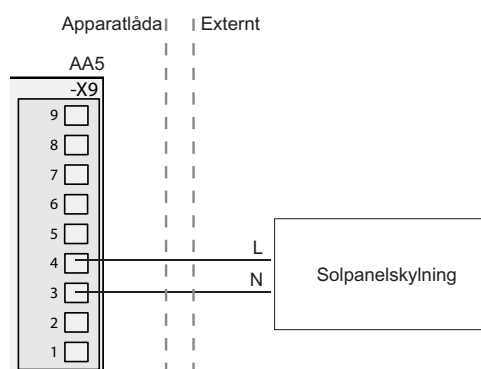 Apparatlåda Externt
AA5
-X9
9
8
7
6
5
4 L
3 N
Solpanelskylning
2
1